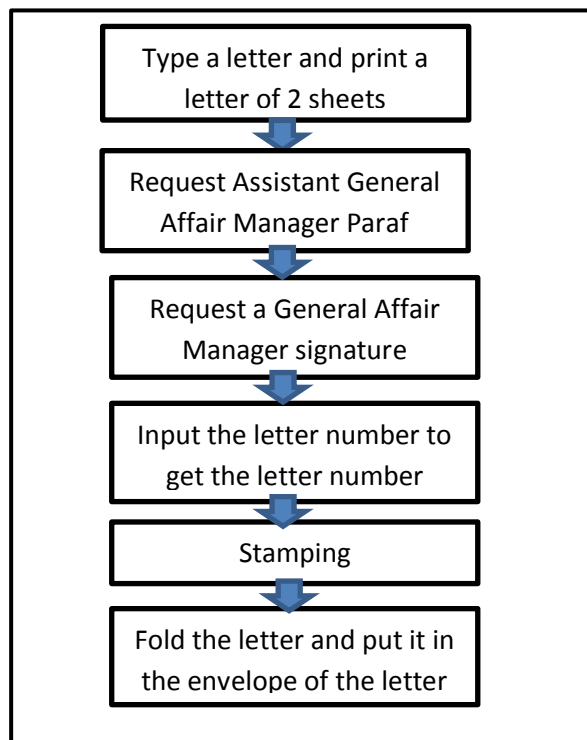 Type a letter and print a
letter of 2 sheets
Request Assistant General
Affair Manager Paraf
Request a General Affair
Manager signature
Input the letter number to
get the letter number
Stamping
Fold the letter and put it in
the envelope of the letter